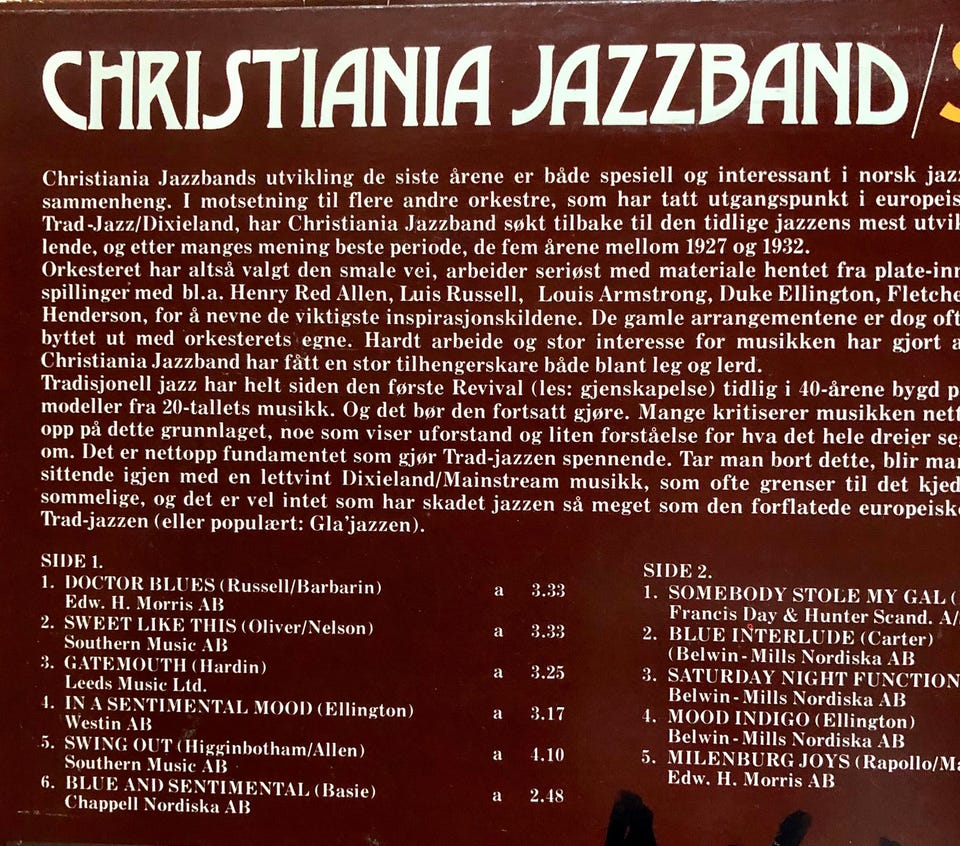 CHRISTIANIA JAZZBAND/S
Christiania Jazzbands utvikling de siste årene er både spesiell og interessant i norsk jazz
sammenheng. I motsetning til flere andre orkestre, som har tatt utgangspunkt i europeis
Trad-Jazz/Dixieland, har Christiania Jazzband søkt tilbake til den tidlige jazzens mest utvik
lende, og etter manges mening beste periode, de fem årene mellom 1927 og 1932.
Orkesteret har altså valgt den smale vei, arbeider seriøst med materiale hentet fra plate-inn
spillinger med bl.a. Henry Red Allen, Luis Russell, Louis Armstrong, Duke Ellington, Fletche
Henderson, for å nevne de viktigste inspirasjonskildene. De gamle arrangementene er dog oft
byttet ut med orkesterets egne. Hardt arbeide og stor interesse for musikken har gjort a
Christiania Jazzband har fått en stor tilhengerskare både blant leg og lerd.
Tradisjonell jazz har helt siden den første Revival (les: gjenskapelse) tidlig i 40-årene bygd p
modeller fra 20-tallets musikk. Og det bør den fortsatt gjøre. Mange kritiserer musikken nett
opp på dette grunnlaget, noe som viser uforstand og liten forståelse for hva det hele dreier se
om. Det er nettopp fundamentet som gjør Trad-jazzen spennende. Tar man bort dette, blir man
sittende igjen med en lettvint Dixieland/Mainstream musikk, som ofte grenser til det kjed
sommelige, og det er vel intet som har skadet jazzen så meget som den forflatede europeiske
Trad-jazzen (eller populært: Gla'jazzen).
SIDE 1.
1. DOCTOR BLUES (Russell/Barbarin) a 3.33
Edw. H. Morris AB
2. SWEET LIKE THIS (Oliver/Nelson) a 3.33
Southern Music AB
3. GATEMOUTH (Hardin) a 3.25
Leeds Music Ltd.
4. IN A SENTIMENTAL MOOD (Ellington) a 3.17
Westin AB
5. SWING OUT (Higginbotham/Allen) a 4.10
Southern Music AB
6. BLUE AND SENTIMENTAL (Basie) a 2.48
Chappell Nordiska AB
SIDE 2.
1. SOMEBODY STOLE MY GAL (
Francis Day & Hunter Scand. A/
2. BLUE INTERLUDE (Carter)
(Belwin-Mills Nordiska AB
3. SATURDAY NIGHT FUNCTION
Belwin-Mills Nordiska AB
4. MOOD INDIGO (Ellington)
Belwin-Mills Nordiska AB
5. MILENBURG JOYS (Rapollo/Ma
Edw. H. Morris AB